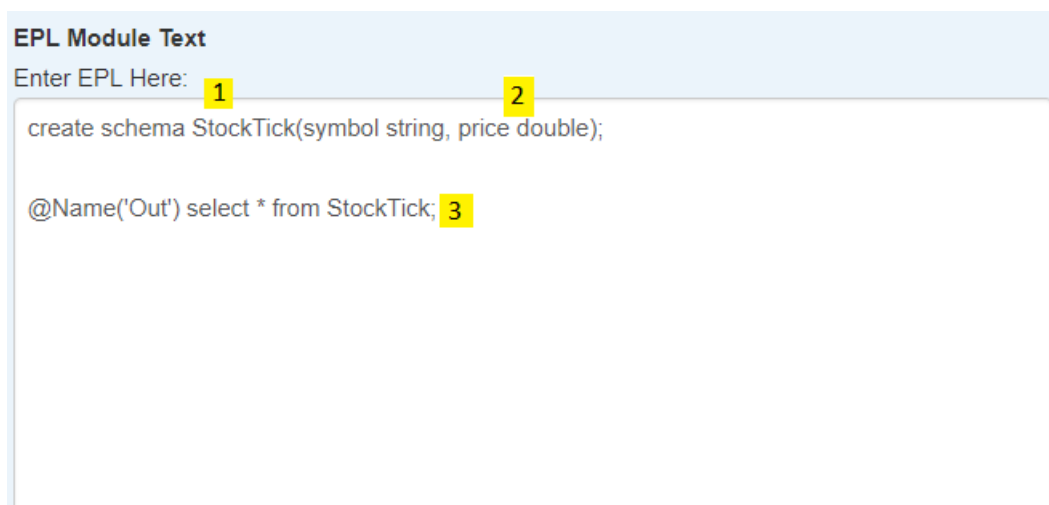 EPL Module Text
Enter EPL Here:
1
2
create schema StockTick(symbol string, price double);
@Name('Out') select * from StockTick; 3